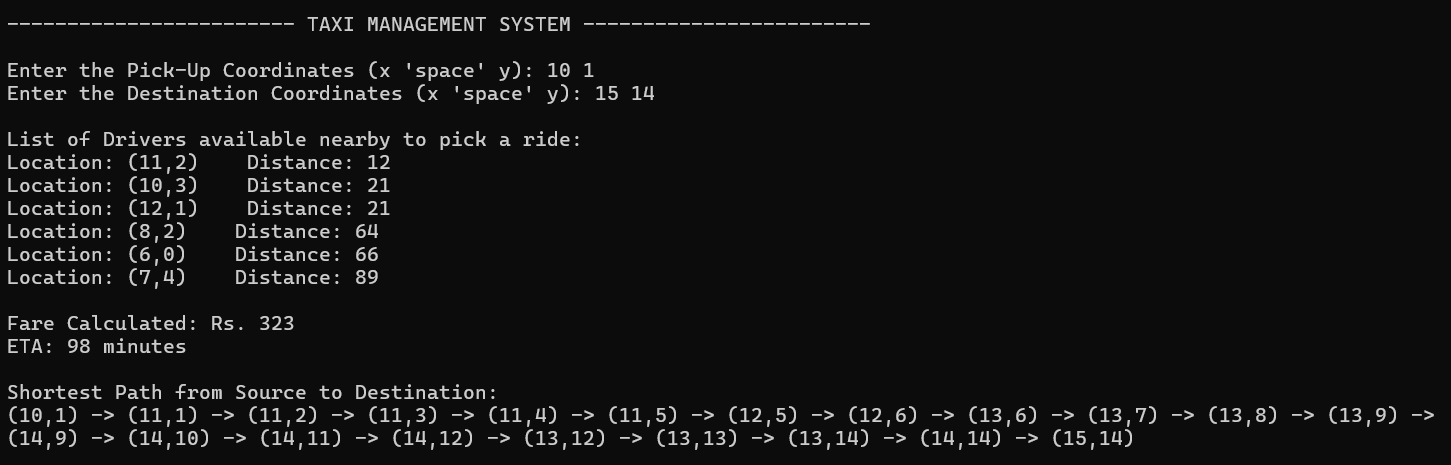 ------------------------ TAXI MANAGEMENT SYSTEM ------------------------
Enter the Pick-Up Coordinates (x 'space' y): 10 1
Enter the Destination Coordinates (x 'space' y): 15 14
List of Drivers available nearby to pick a ride:
Location: (11,2)    Distance: 12
Location: (10,3)    Distance: 21
Location: (12,1)    Distance: 21
Location: (8,2)    Distance: 64
Location: (6,0)    Distance: 66
Location: (7,4)    Distance: 89
Fare Calculated: Rs. 323
ETA: 98 minutes
Shortest Path from Source to Destination:
(10,1) -> (11,1) -> (11,2) -> (11,3) -> (11,4) -> (11,5) -> (12,5) -> (12,6) -> (13,6) -> (13,7) -> (13,8) -> (13,9) ->
(14,9) -> (14,10) -> (14,11) -> (14,12) -> (13,12) -> (13,13) -> (13,14) -> (14,14) -> (15,14)